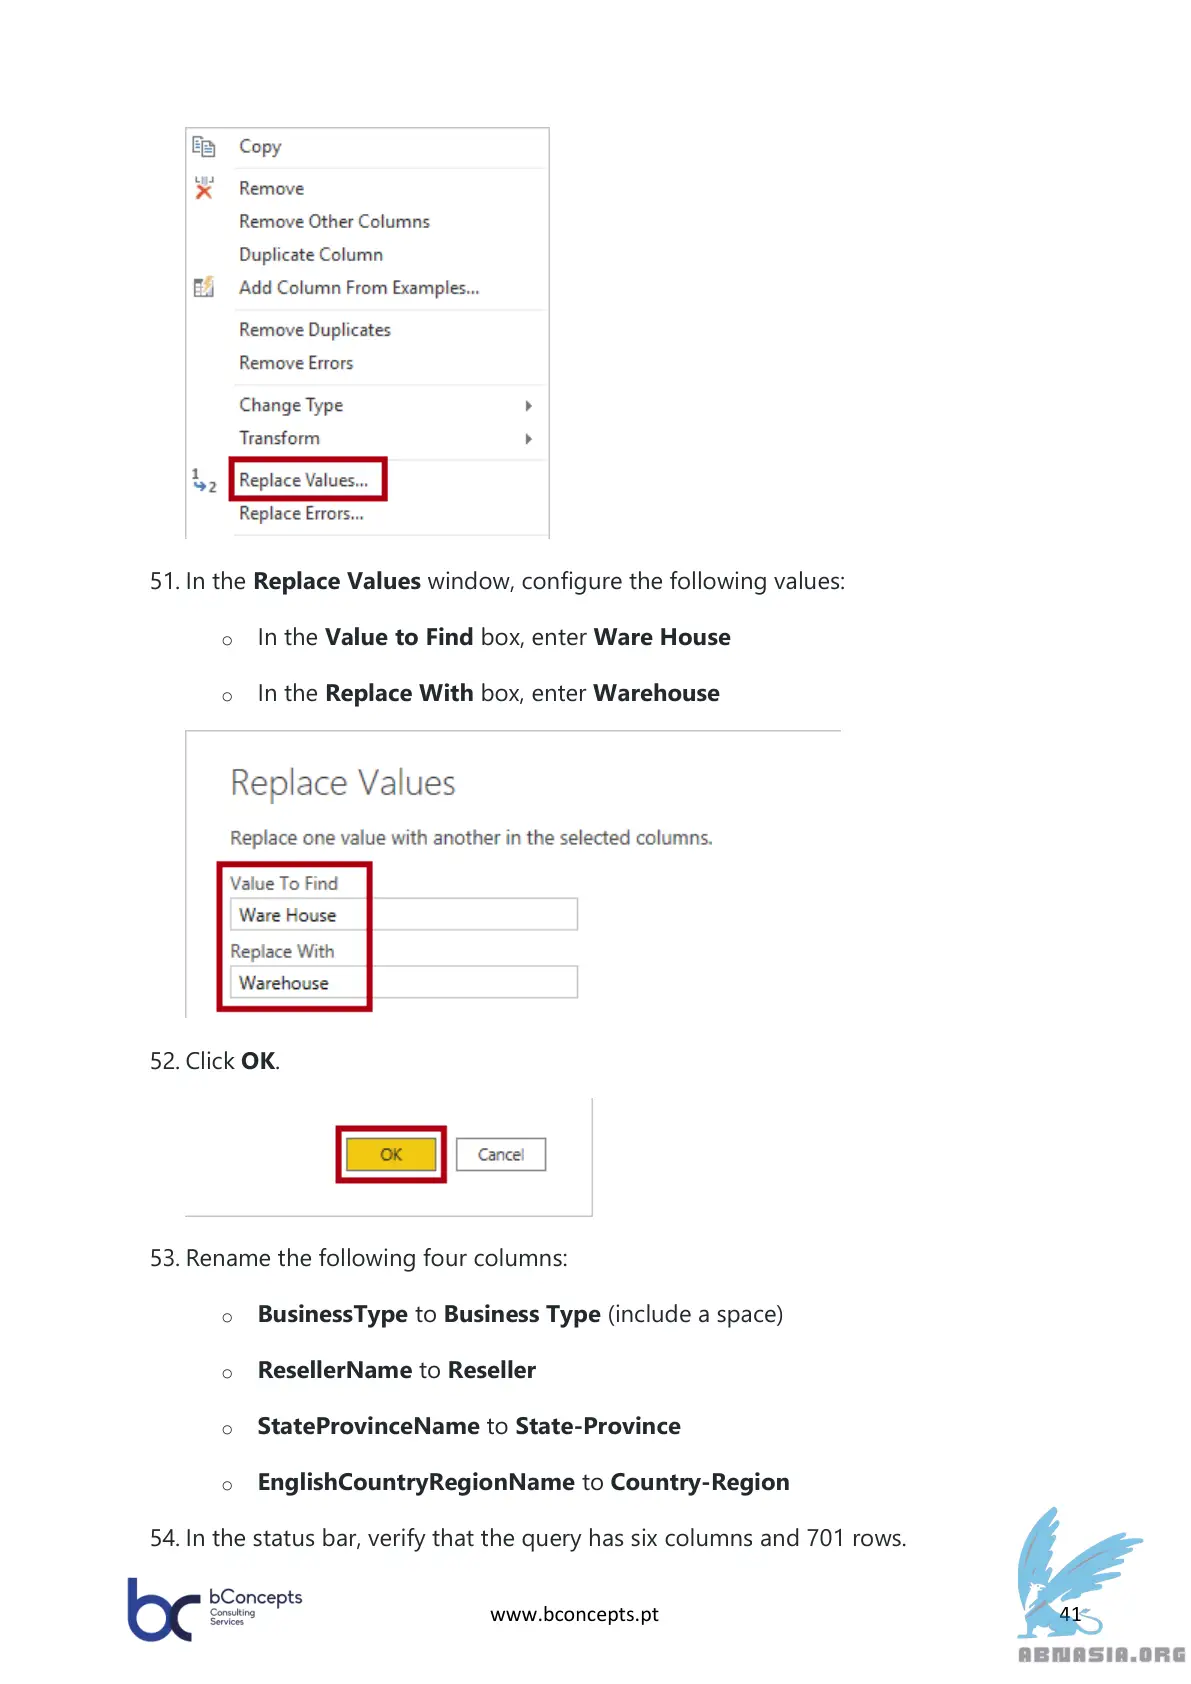 Copy
Remove
Remove Other Columns
Duplicate Column
Add Column From Examples...
Remove Duplicates
Remove Errors
Change Type
Transform
1
2
Replace Values...
Replace Errors...
51. In the Replace Values window, configure the following values:
o In the Value to Find box, enter Ware House
o In the Replace With box, enter Warehouse
Replace Values
Replace one value with another in the selected columns.
Value To Find
Ware House
Replace With
Warehouse
52. Click OK.
OK Cancel
53. Rename the following four columns:
o BusinessType to Business Type (include a space)
o ResellerName to Reseller
o StateProvinceName to State-Province
o EnglishCountryRegionName to Country-Region
54. In the status bar, verify that the query has six columns and 701 rows.
bc bConcepts
Consulting
Services
www.bconcepts.pt
41
ABNASIA.ORG